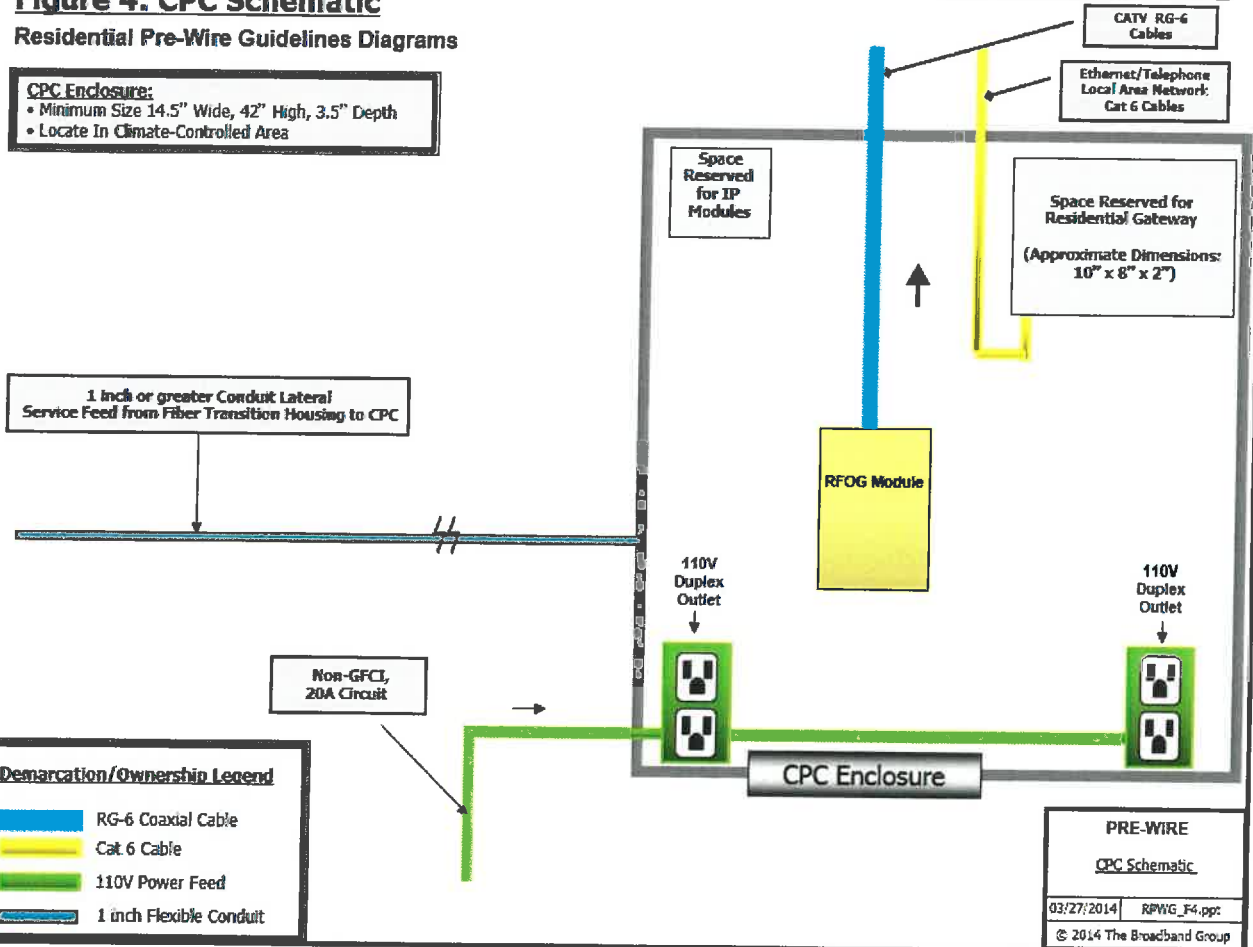 Figure 4. CPC Schematic
Residential Pre-Wire Guidelines Diagrams
CPC Enclosure:
• Minimum Size 14.5" Wide, 42" High, 3.5" Depth
• Locate In Climate-Controlled Area
CATV RG-6
Cables
Ethernet/Telephone
Local Area Network
Cat 6 Cables
Space
Reserved
for IP
Modules
Space Reserved for
Residential Gateway
(Approximate Dimensions:
10" x 8" x 2")
1 inch or greater Conduit Lateral
Service Feed from Fiber Transition Housing to CPC
RFOG Module
110V
Duplex
Outlet
110V
Duplex
Outlet
Non-GFCI,
20A Circuit
CPC Enclosure
Demarcation/Ownership Legend
RG-6 Coaxial Cable
Cat 6 Cable
110V Power Feed
1 inch Flexible Conduit
PRE-WIRE
CPC Schematic
03/27/2014 RPWG_F4.ppt
© 2014 The Broadband Group